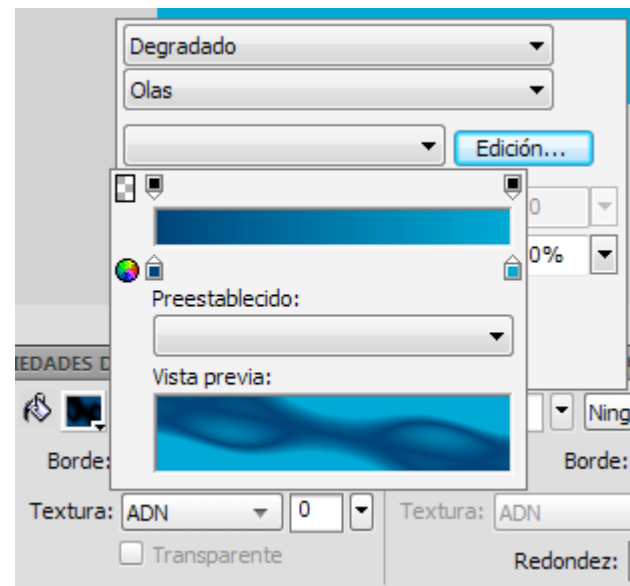 Degradado
Olas
Edición...
0
0%
Preestablecido:
IEDADES D
Vista previa:
Ning
Borde:
Borde:
Textura: ADN 0 Textura: ADN
Transparente
Redondez: